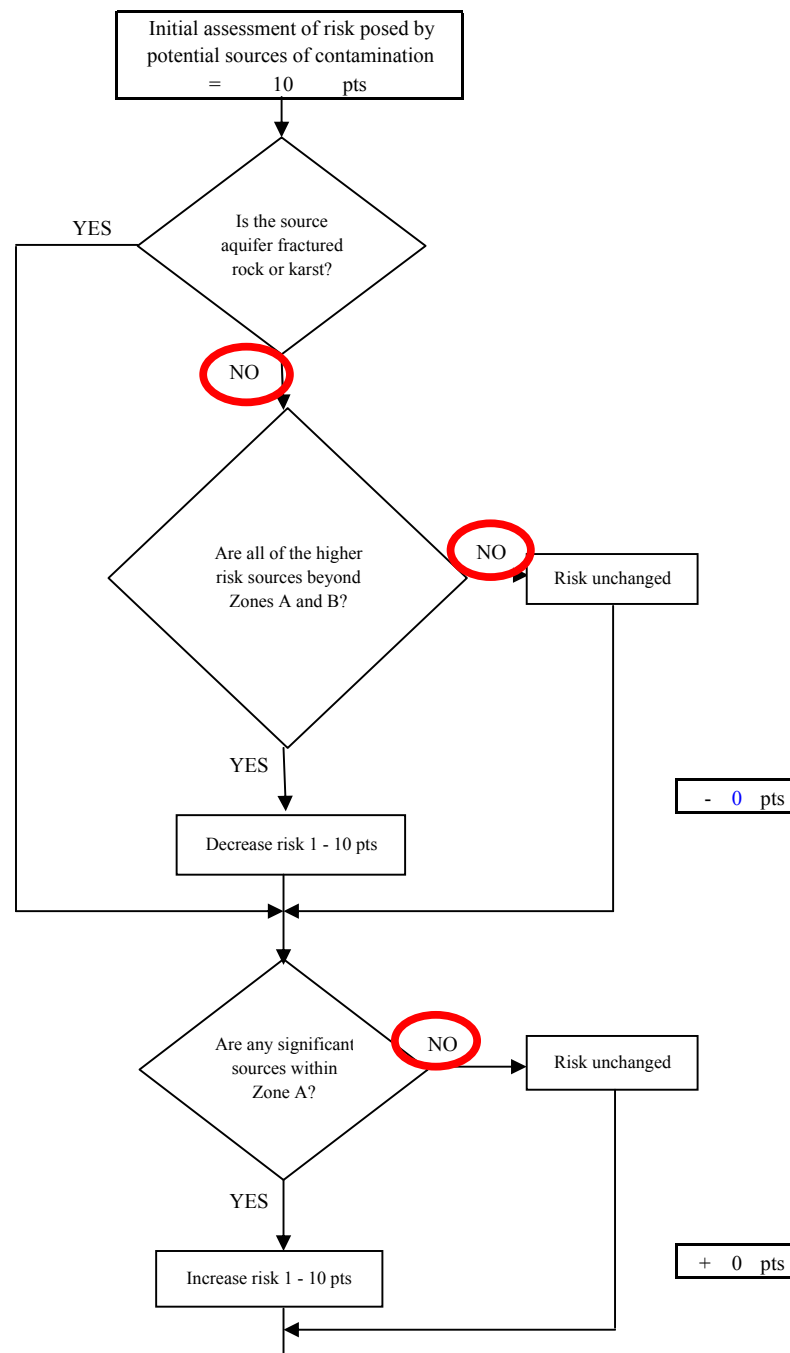 Initial assessment of risk posed by
potential sources of contamination
= 10 pts
YES
Is the source
aquifer fractured
rock or karst?
NO
Are all of the higher
risk sources beyond
Zones A and B?
NO
Risk unchanged
YES
- 0 pts
Decrease risk 1 - 10 pts
Are any significant
sources within
Zone A?
NO
Risk unchanged
YES
+ 0 pts
Increase risk 1 - 10 pts